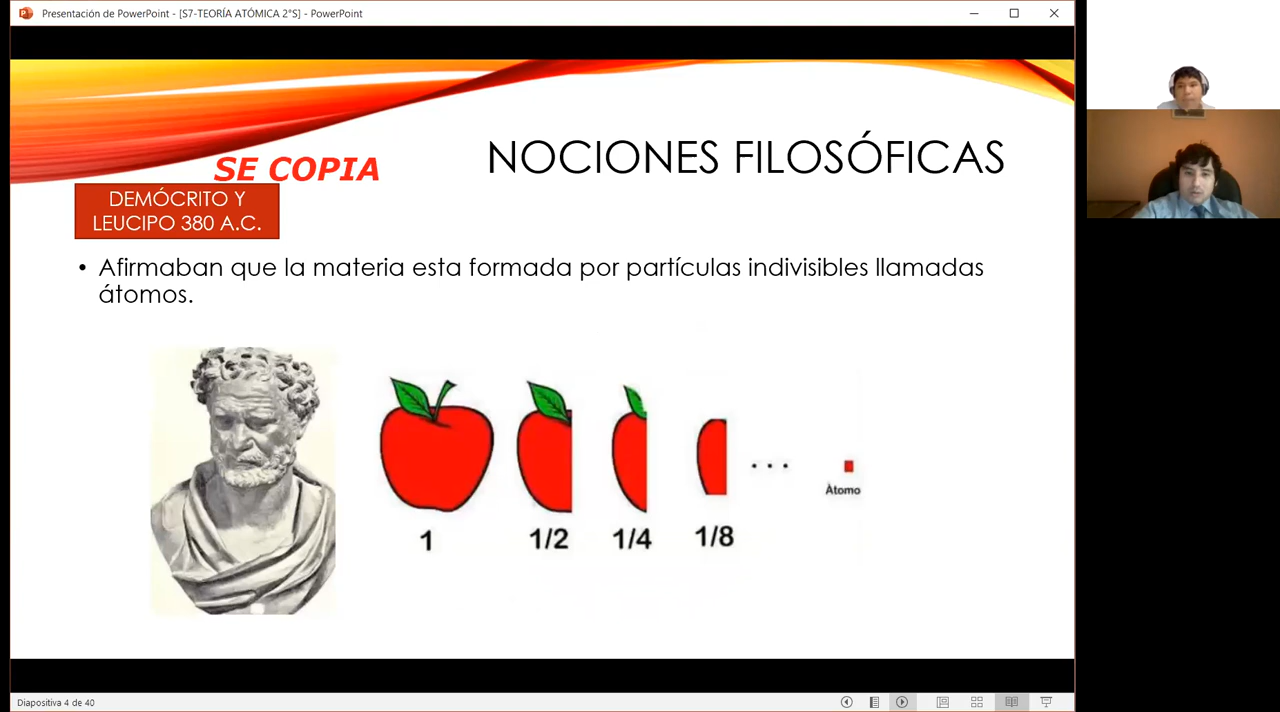 Presentación de PowerPoint - [S7-TEORÍA ATÓMICA 2°S] - PowerPoint
NOCIONES FILOSÓFICAS
SE COPIA
DEMÓCRITO Y
LEUCIPO 380 A.C.
• Afirmaban que la materia esta formada por partículas indivisibles llamadas
átomos.
. . .
Átomo
1
1/2
1/4
1/8
Diapositiva 4 de 40